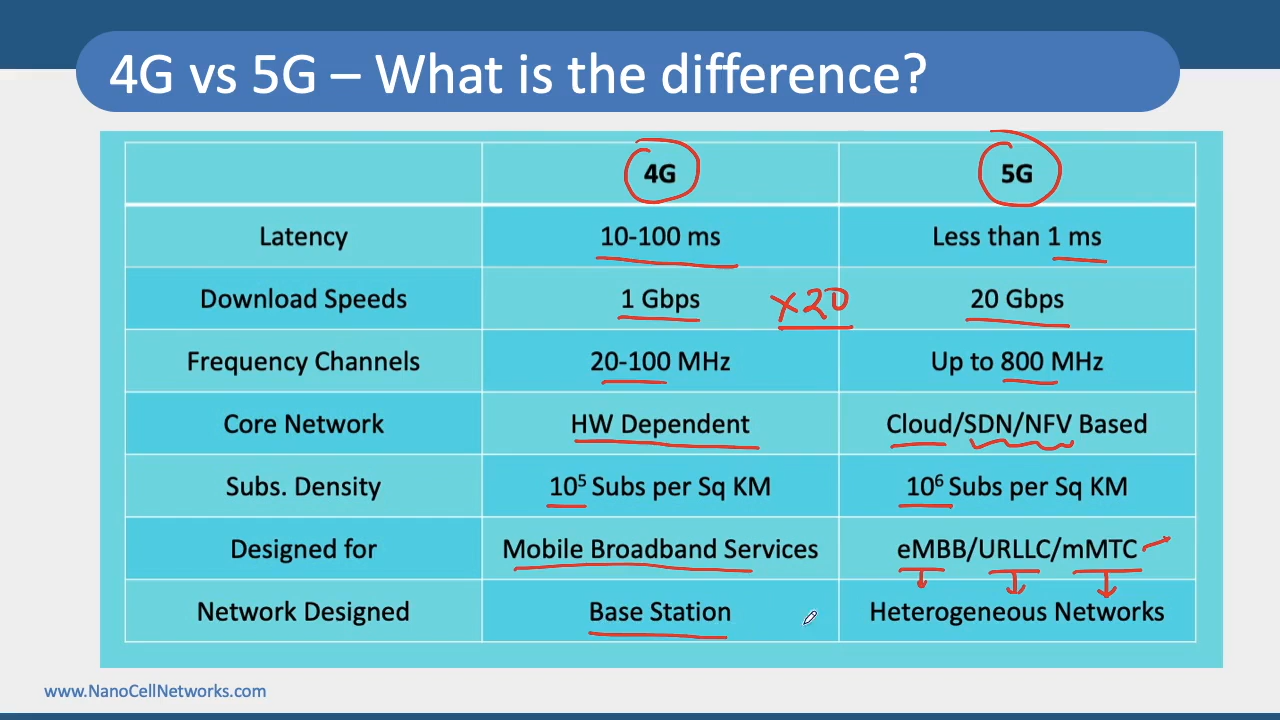 4G vs 5G – What is the difference?
4G 5G
Latency 10-100 ms Less than 1 ms
Download Speeds 1 Gbps x20 20 Gbps
Frequency Channels 20-100 MHz Up to 800 MHz
Core Network HW Dependent Cloud/SDN/NFV Based
Subs. Density 10⁵ Subs per Sq KM 10⁶ Subs per Sq KM
Designed for Mobile Broadband Services eMBB/URLLC/mMTC
Network Designed Base Station Heterogeneous Networks
www.NanoCellNetworks.com